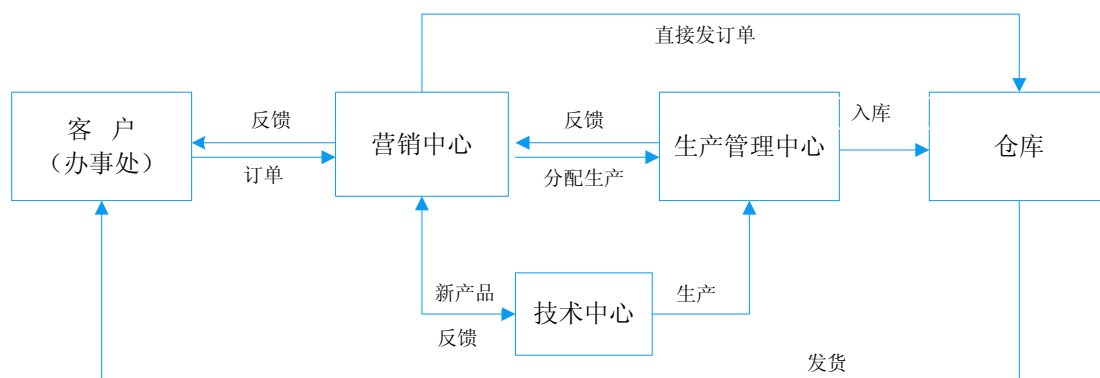 直接发订单
客 户
(办事处)
反馈
订单
营销中心
反馈
分配生产
生产管理中心
入库
仓库
新产品
反馈
技术中心
生产
发货